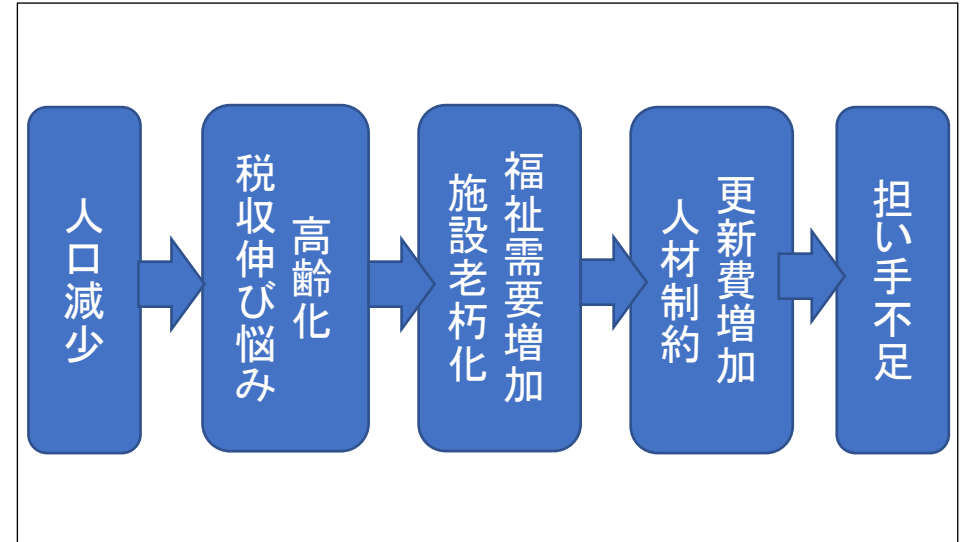 人口減少
高齢化
税収伸び悩み
福祉需要増加
施設老朽化
更新費増加
人材制約
担い手不足